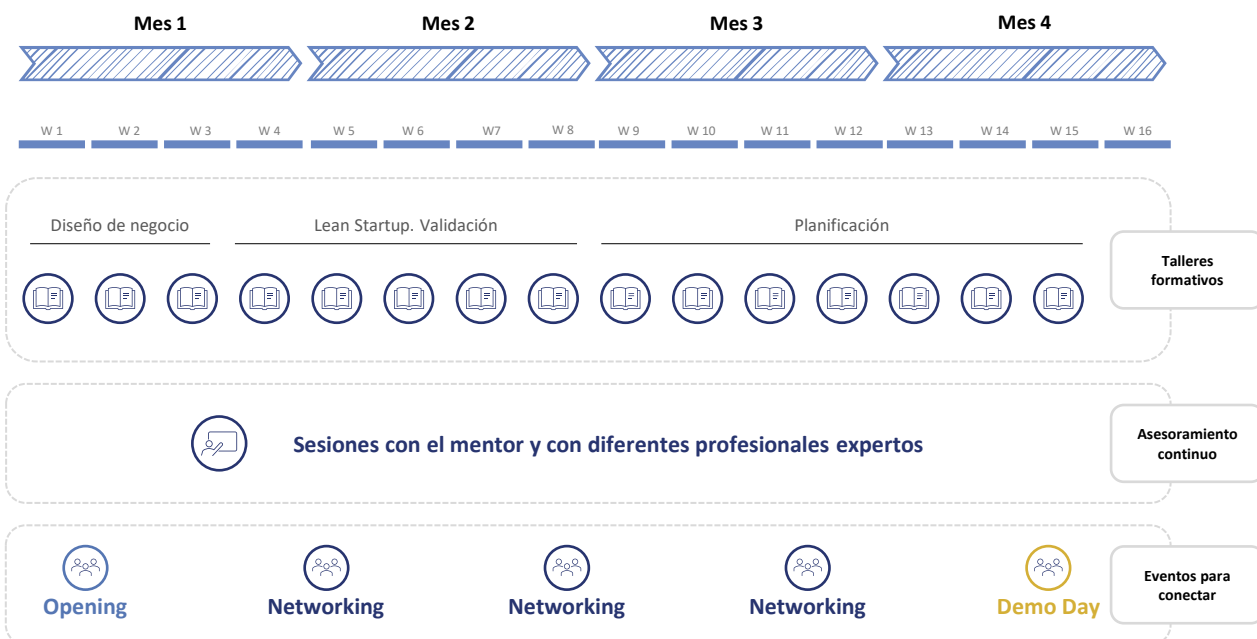 Mes 1
Mes 2
Mes 3
Mes 4
W 1
W 2
W 3
W 4
W 5
W 6
W7
W 8
W 9
W 10
W 11
W 12
W 13
W 14
W 15
W 16
Diseño de negocio
Lean Startup. Validación
Planificación
Talleres
formativos
Sesiones con el mentor y con diferentes profesionales expertos
Asesoramiento
continuo
Opening
Networking
Networking
Networking
Demo Day
Eventos para
conectar